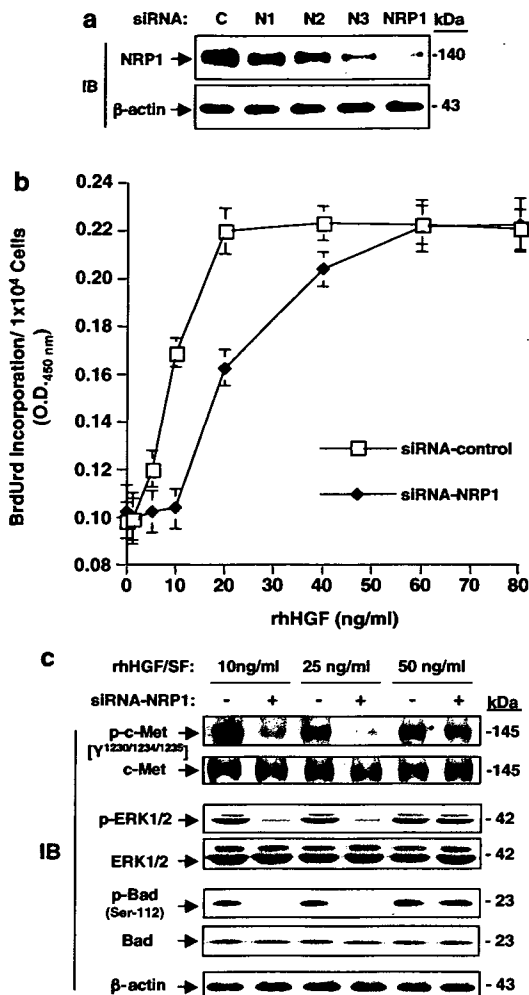 a
siRNA: C N1 N2 N3 NRP1 kDa
NRP1 -140
IB
β-actin - 43
b
BrdUrd Incorporation/ 1x10⁴ Cells
(O.D.450 nm)
0.24
0.22
0.20
0.18
0.16
0.14
0.12
0.10
0.08
siRNA-control
siRNA-NRP1
0 10 20 30 40 50 60 70 80
rhHGF (ng/ml)
c
rhHGF/SF: 10ng/ml 25 ng/ml 50 ng/ml
siRNA-NRP1: - + - + - + kDa
p-c-Met -145
[Y1230/1234/1235]
c-Met -145
p-ERK1/2 - 42
IB
ERK1/2 - 42
p-Bad - 23
(Ser-112)
Bad - 23
β-actin - 43